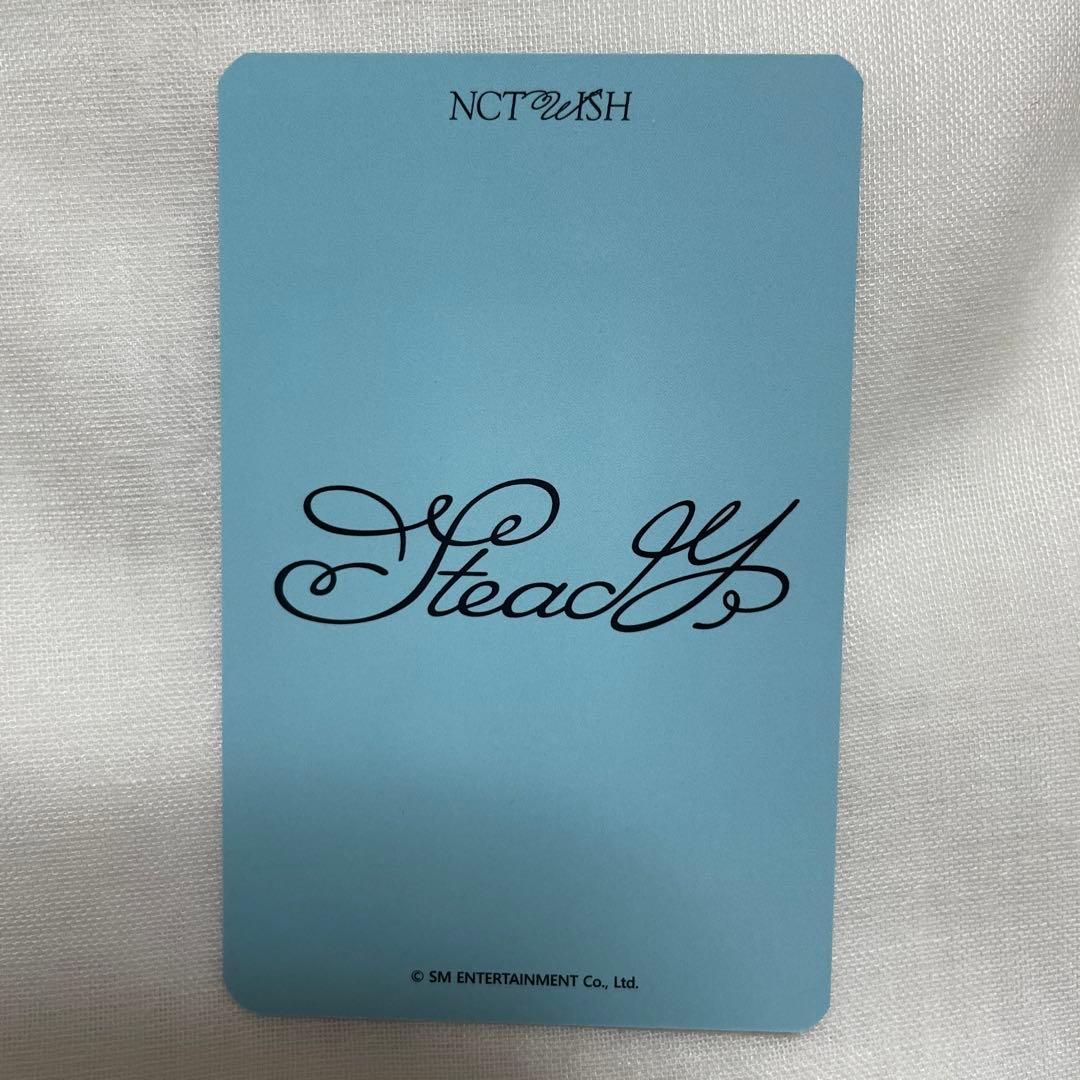 NCT WISH
Steady
© SM ENTERTAINMENT Co., Ltd.